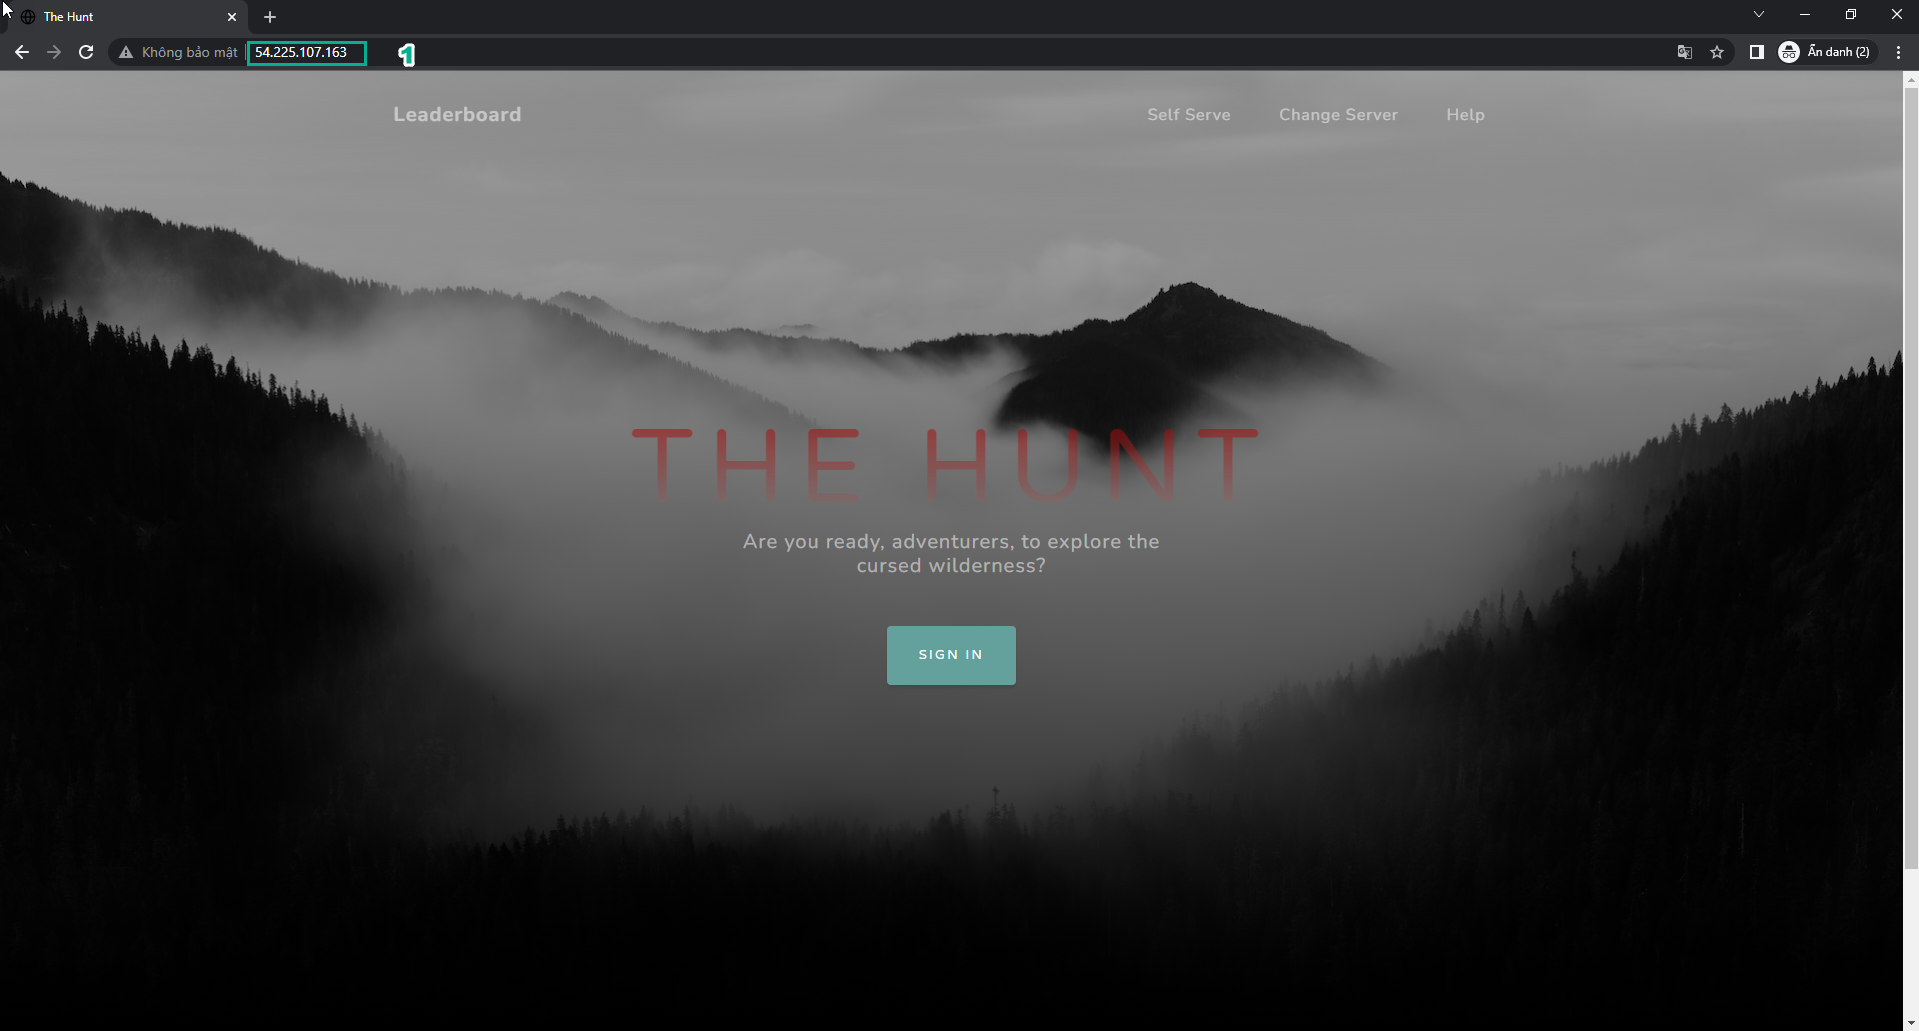 The Hunt
Không bảo mật
54.225.107.163
1
Ẩn danh (2)
Leaderboard
Self Serve
Change Server
Help
THE HUNT
Are you ready, adventurers, to explore the
cursed wilderness?
SIGN IN